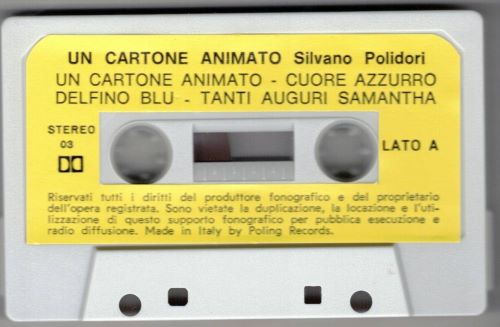 UN CARTONE ANIMATO Silvano Polidori
UN CARTONE ANIMATO - CUORE AZZURRO
DELFINO BLU - TANTI AUGURI SAMANTHA
STEREO
03
LATO A
Riservati tutti i diritti del produttore fonografico e del proprietario
dell'opera registrata. Sono vietate la duplicazione, la locazione e l'uti-
lizzazione di questo supporto fonografico per pubblica esecuzione e
radio diffusione. Made in Italy by Poling Records.